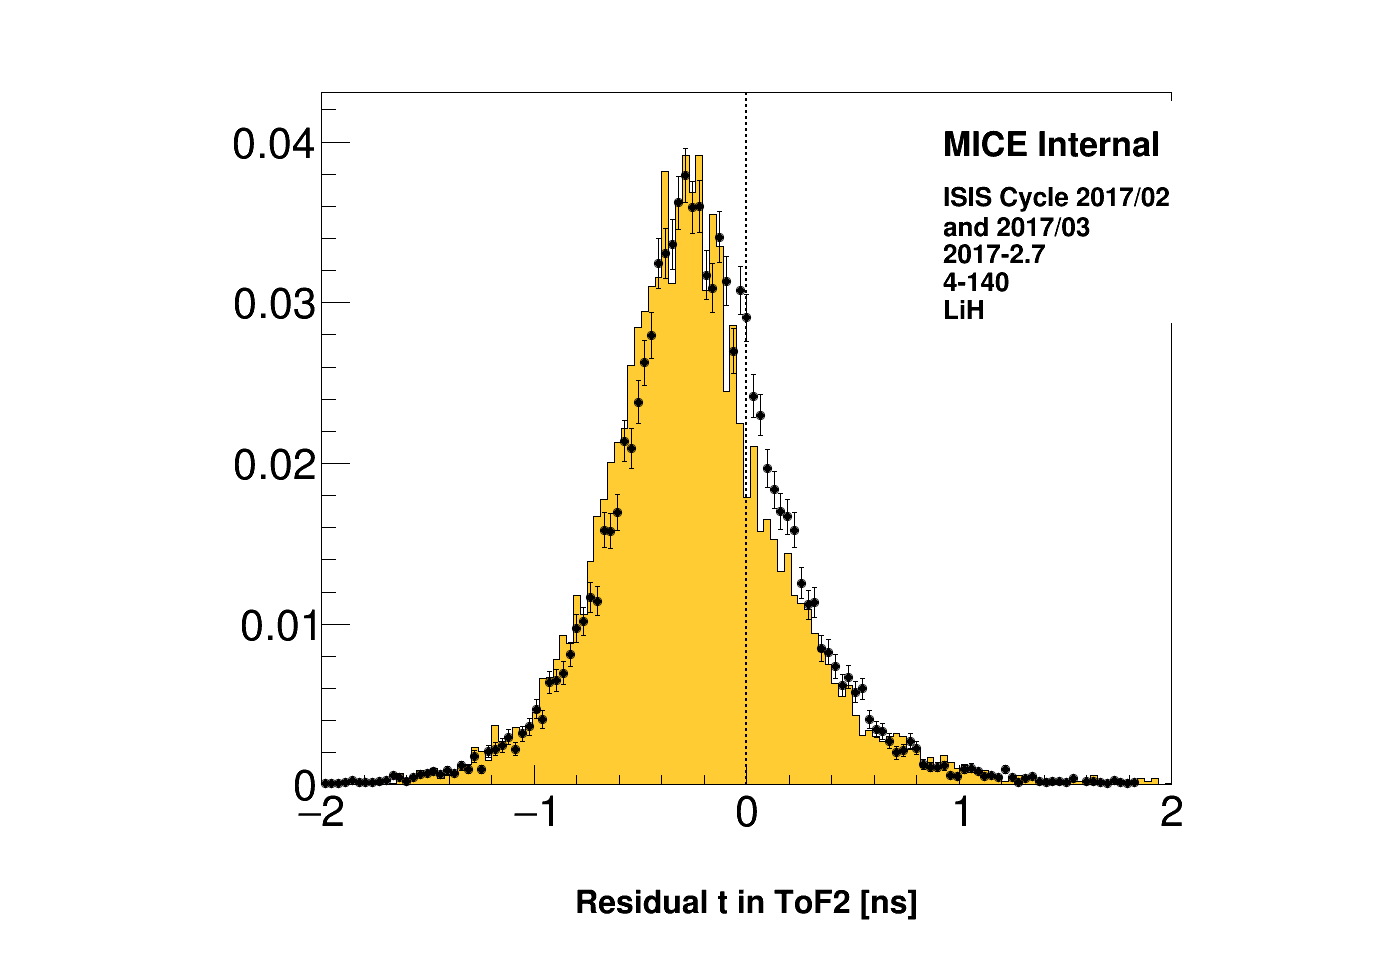 0.04
0.03
0.02
0.01
0
−2
−1
0
1
2
MICE Internal
ISIS Cycle 2017/02
and 2017/03
2017-2.7
4-140
LiH
Residual t in ToF2 [ns]